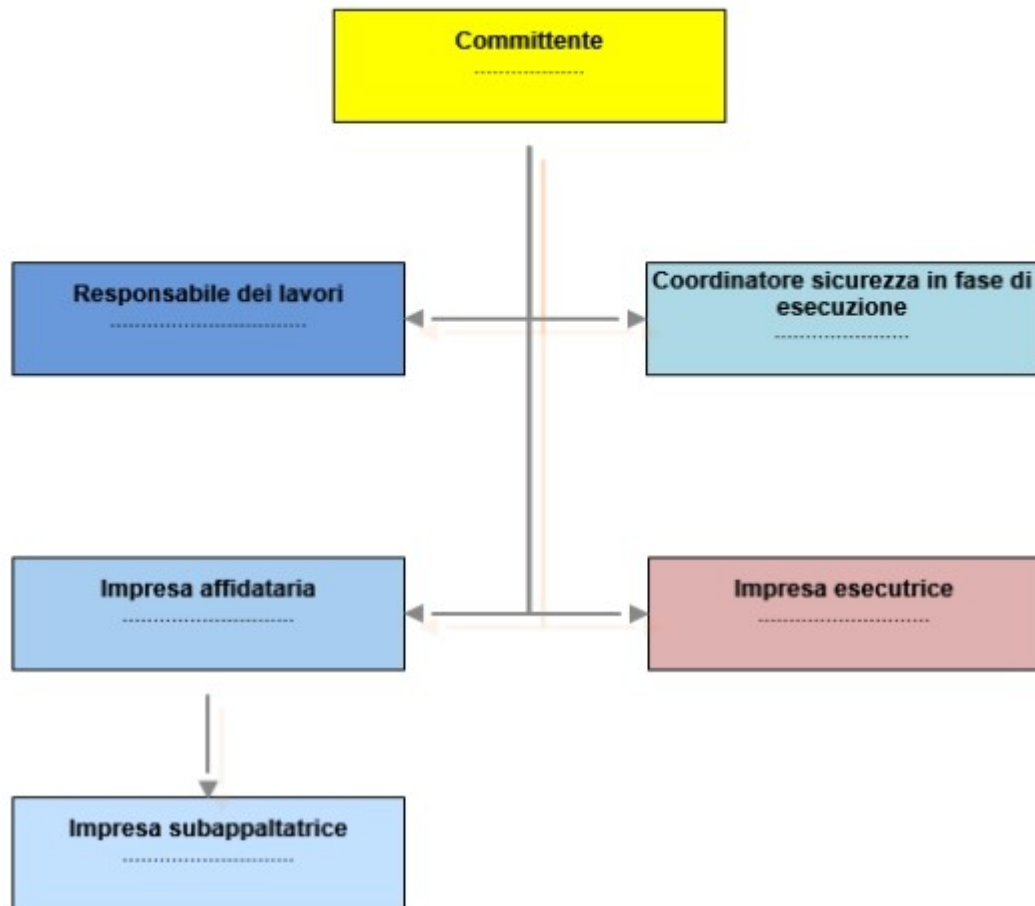 Committente
..................
Responsabile dei lavori
................................
Coordinatore sicurezza in fase di
esecuzione
......................
Impresa affidataria
............................
Impresa esecutrice
............................
Impresa subappaltatrice
............................